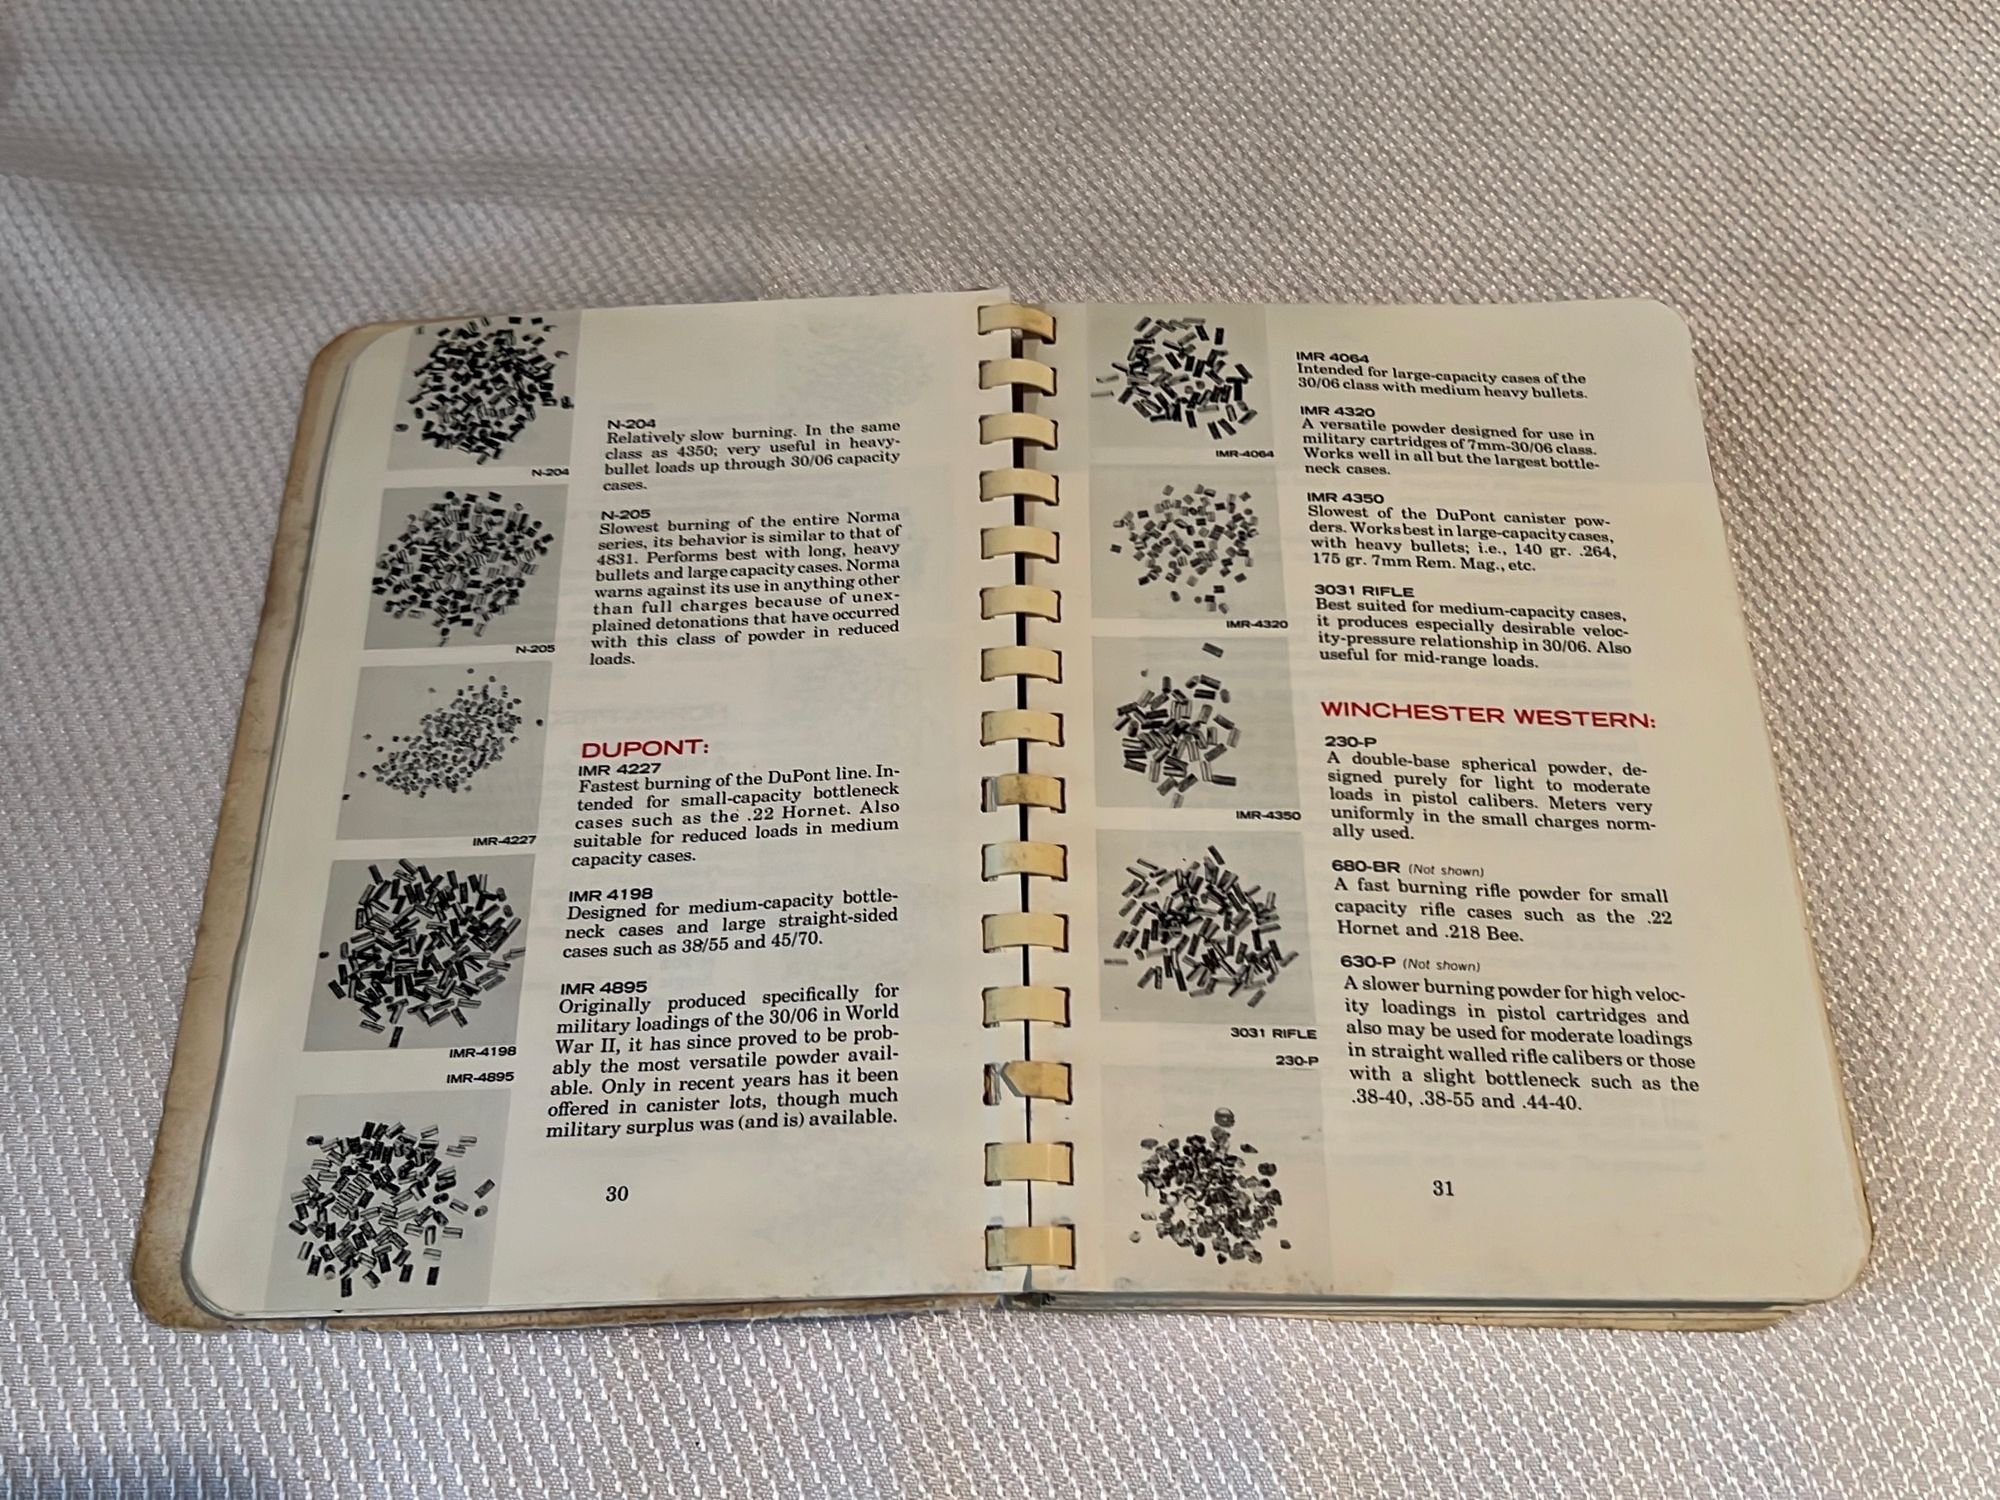 N-204
N-204
Relatively slow burning. In the same
class as 4350; very useful in heavy-
bullet loads up through 30/06 capacity
cases.
N-205
N-205
Slowest burning of the entire Norma
series, its behavior is similar to that of
4831. Performs best with long, heavy
bullets and large capacity cases. Norma
warns against its use in anything other
than full charges because of unex-
plained detonations that have occurred
with this class of powder in reduced
loads.
DUPONT:
IMR-4227
IMR 4227
Fastest burning of the DuPont line. In-
tended for small-capacity bottleneck
cases such as the .22 Hornet. Also
suitable for reduced loads in medium
capacity cases.
IMR-4198
IMR 4198
Designed for medium-capacity bottle-
neck cases and large straight-sided
cases such as 38/55 and 45/70.
IMR-4895
IMR 4895
Originally produced specifically for
military loadings of the 30/06 in World
War II, it has since proved to be prob-
ably the most versatile powder avail-
able. Only in recent years has it been
offered in canister lots, though much
military surplus was (and is) available.
30
IMR-4064
IMR 4064
Intended for large-capacity cases of the
30/06 class with medium heavy bullets.
IMR-4320
IMR 4320
A versatile powder designed for use in
military cartridges of 7mm-30/06 class.
Works well in all but the largest bottle-
neck cases.
IMR-4350
IMR 4350
Slowest of the DuPont canister pow-
ders. Works best in large-capacity cases,
with heavy bullets; i.e., 140 gr. .264,
175 gr. 7mm Rem. Mag., etc.
3031 RIFLE
3031 RIFLE
Best suited for medium-capacity cases,
it produces especially desirable veloc-
ity-pressure relationship in 30/06. Also
useful for mid-range loads.
WINCHESTER WESTERN:
230-P
230-P
A double-base spherical powder, de-
signed purely for light to moderate
loads in pistol calibers. Meters very
uniformly in the small charges norm-
ally used.
680-BR (Not shown)
A fast burning rifle powder for small
capacity rifle cases such as the .22
Hornet and .218 Bee.
630-P (Not shown)
A slower burning powder for high veloc-
ity loadings in pistol cartridges and
also may be used for moderate loadings
in straight walled rifle calibers or those
with a slight bottleneck such as the
.38-40, .38-55 and .44-40.
31